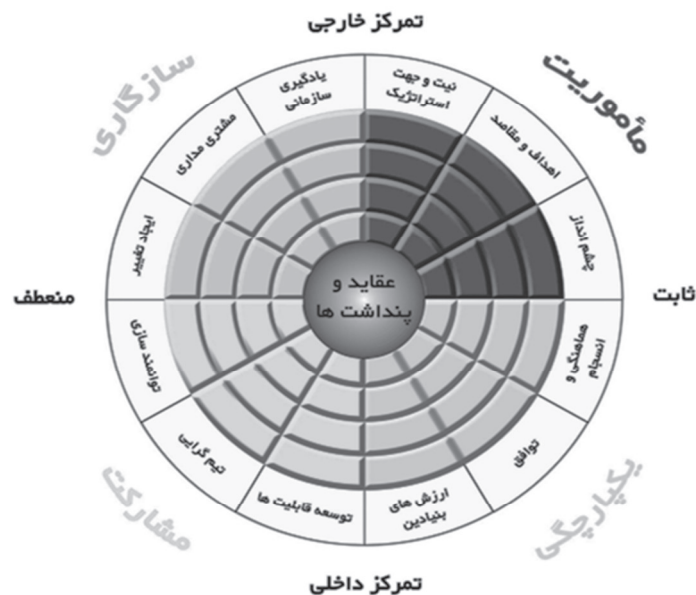 تمرکز خارجی
مأموریت
سازگاری
نیت و جهت
استراتژیک
اهداف و مقاصد
چشم انداز
یادگیری
سازمانی
مشتری مداری
ایجاد تغییر
عقاید و
پنداشت ها
ثابت
منعطف
هماهنگی و
انسجام
توافق
ارزش های
بنیادین
توسعه قابلیت ها
تیم گرایی
توانمند سازی
یکپارچگی
مشارکت
تمرکز داخلی